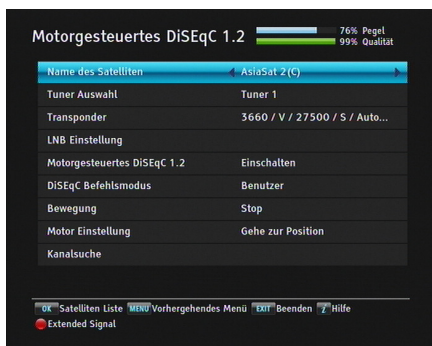 Motorgesteuertes DiSEqC 1.2 76% Pegel
99% Qualität
Name des Satelliten AsiaSat 2(C)
Tuner Auswahl Tuner 1
Transponder 3660 / V / 27500 / S / Auto...
LNB Einstellung
Motorgesteuertes DiSEqC 1.2 Einschalten
DiSEqC Befehlsmodus Benutzer
Bewegung Stop
Motor Einstellung Gehe zur Position
Kanalsuche
OK Satelliten Liste MENU Vorhergehendes Menü EXIT Beenden i Hilfe
Extended Signal